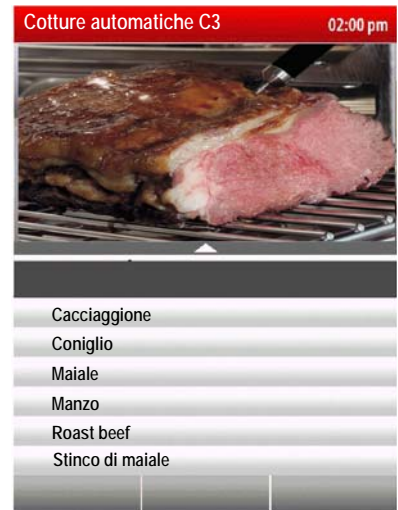 Cotture automatiche C3 02:00 pm
Cacciaggione
Coniglio
Maiale
Manzo
Roast beef
Stinco di maiale